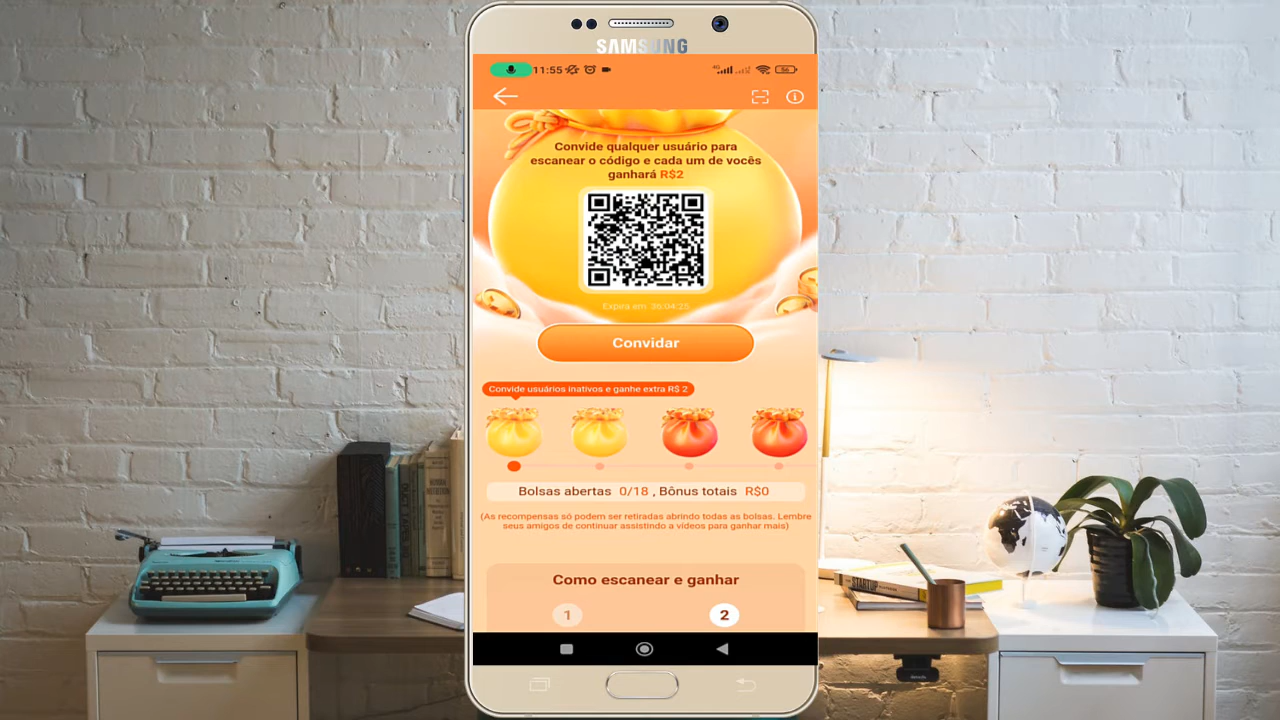 SAMSUNG
11:55
4G
56
Convide qualquer usuário para
escanear o código e cada um de vocês
ganhará R$2
Expira em 36:04:25
Convidar
Convide usuários inativos e ganhe extra R$ 2
Bolsas abertas 0/18 , Bônus totais R$0
(As recompensas só podem ser retiradas abrindo todas as bolsas. Lembre
seus amigos de continuar assistindo a vídeos para ganhar mais)
Como escanear e ganhar
1 2
STARTUP